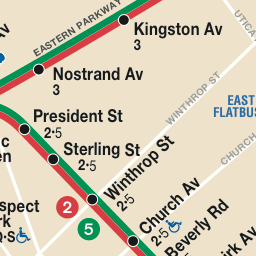 Kingston Av
3
EASTERN PARKWAY
UTICA
Nostrand Av
3
President St
2•5
WINTHROP ST
EAST
FLATBUS
Sterling St
2•5
Winthrop St
2•5
CHURCH
2
5
Church Av
2•5
Beverly Rd
rk Av
spect
rk
Q•S
en
c
Av